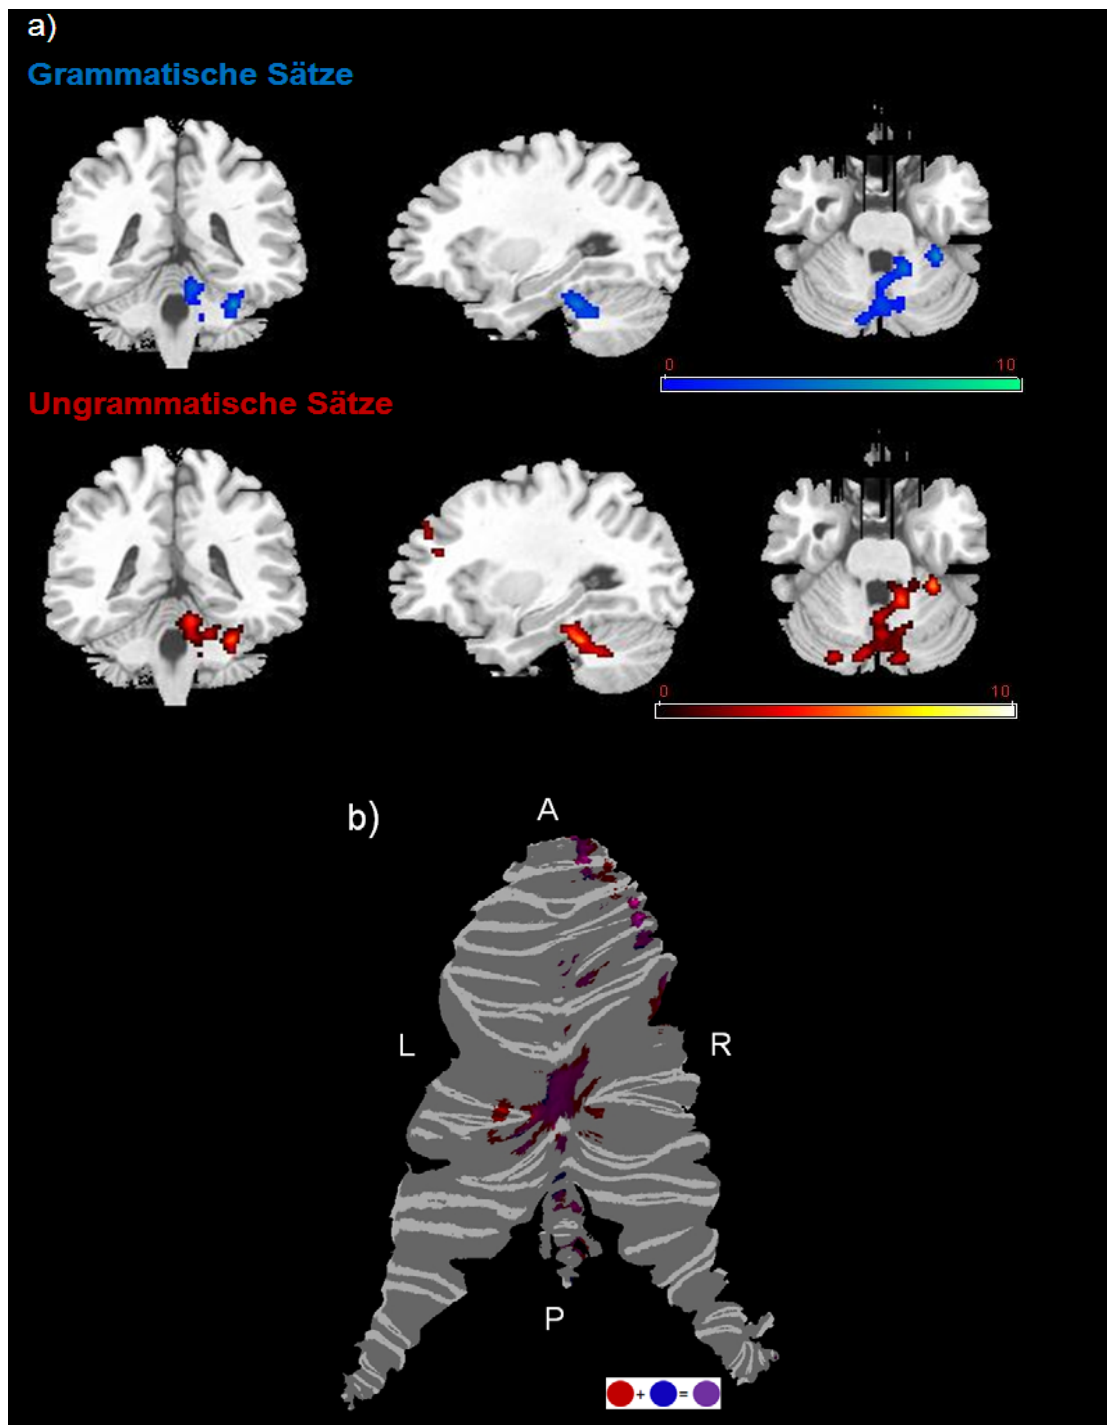 a)
Grammatische Sätze
0 10
Ungrammatische Sätze
0 10
b)
A
L R
P
+ =